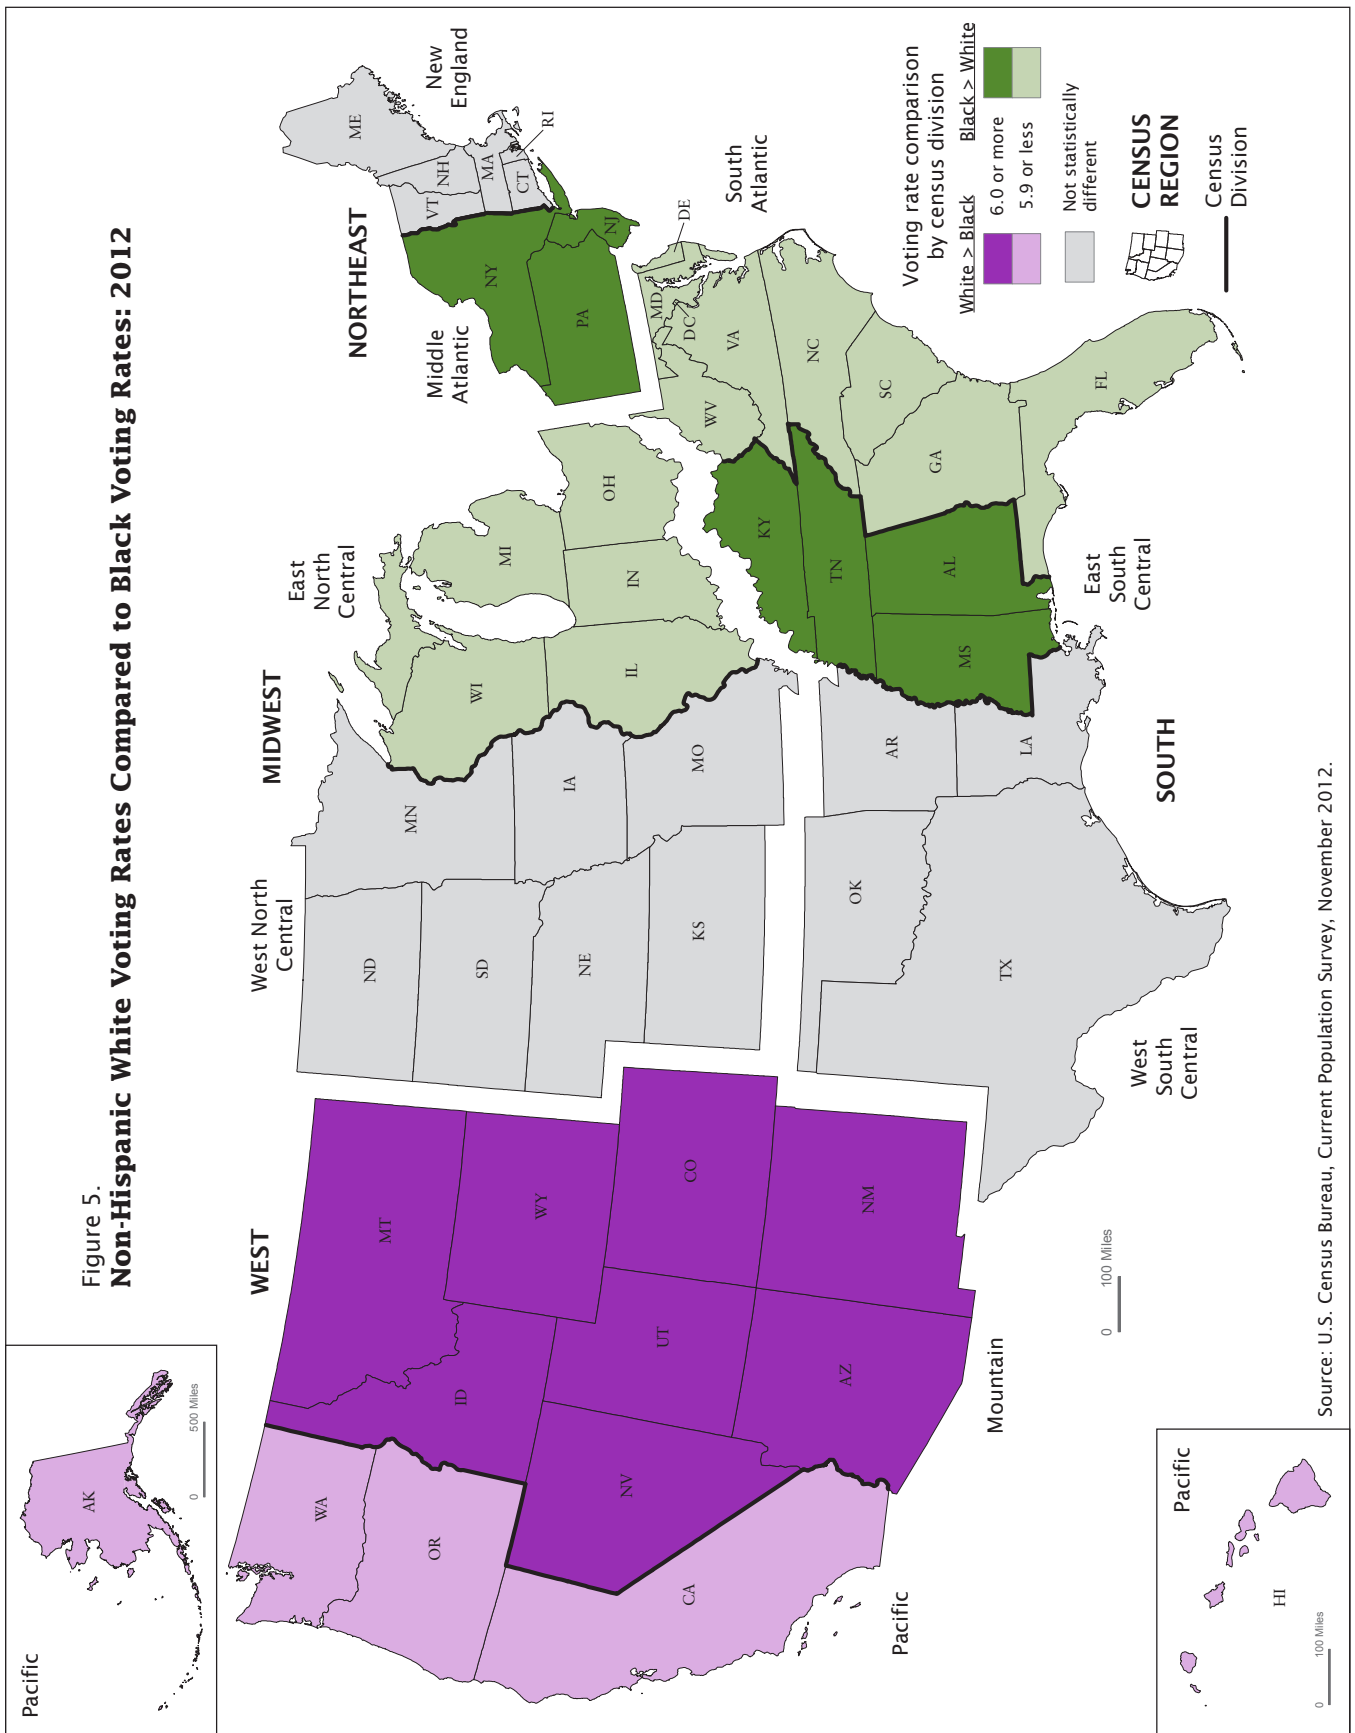 Figure 5.
Non-Hispanic White Voting Rates Compared to Black Voting Rates: 2012
Pacific
AK
0
500 Miles
WEST
MIDWEST
NORTHEAST
West North
Central
East
North
Central
Middle
Atlantic
New
England
WA
OR
CA
NV
ID
MT
WY
UT
CO
AZ
NM
ND
SD
NE
KS
MN
IA
MO
WI
IL
MI
IN
OH
NY
PA
NJ
VT
NH
ME
MA
CT
RI
OK
TX
AR
LA
KY
TN
MS
AL
WV
MD
DC
DE
VA
NC
SC
GA
FL
South
Atlantic
Pacific
Mountain
West
South
Central
East
South
Central
SOUTH
0
100 Miles
Voting rate comparison
by census division
White > Black
Black > White
6.0 or more
5.9 or less
Not statistically
different
CENSUS
REGION
Census
Division
Pacific
HI
0
100 Miles
Source: U.S. Census Bureau, Current Population Survey, November 2012.